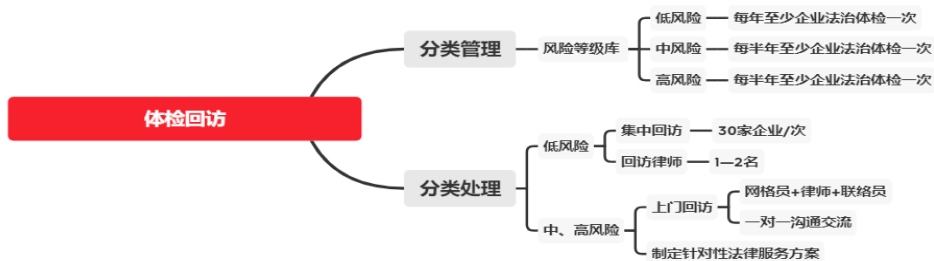 体检回访
分类管理
风险等级库
低风险
每年至少企业法治体检一次
中风险
每半年至少企业法治体检一次
高风险
每半年至少企业法治体检一次
分类处理
低风险
集中回访
30家企业/次
回访律师
1—2名
中、高风险
上门回访
网格员+律师+联络员
一对一沟通交流
制定针对性法律服务方案